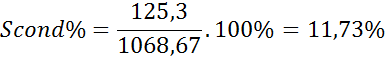 Scond% = 125,3 / 1068,67 . 100% = 11,73%